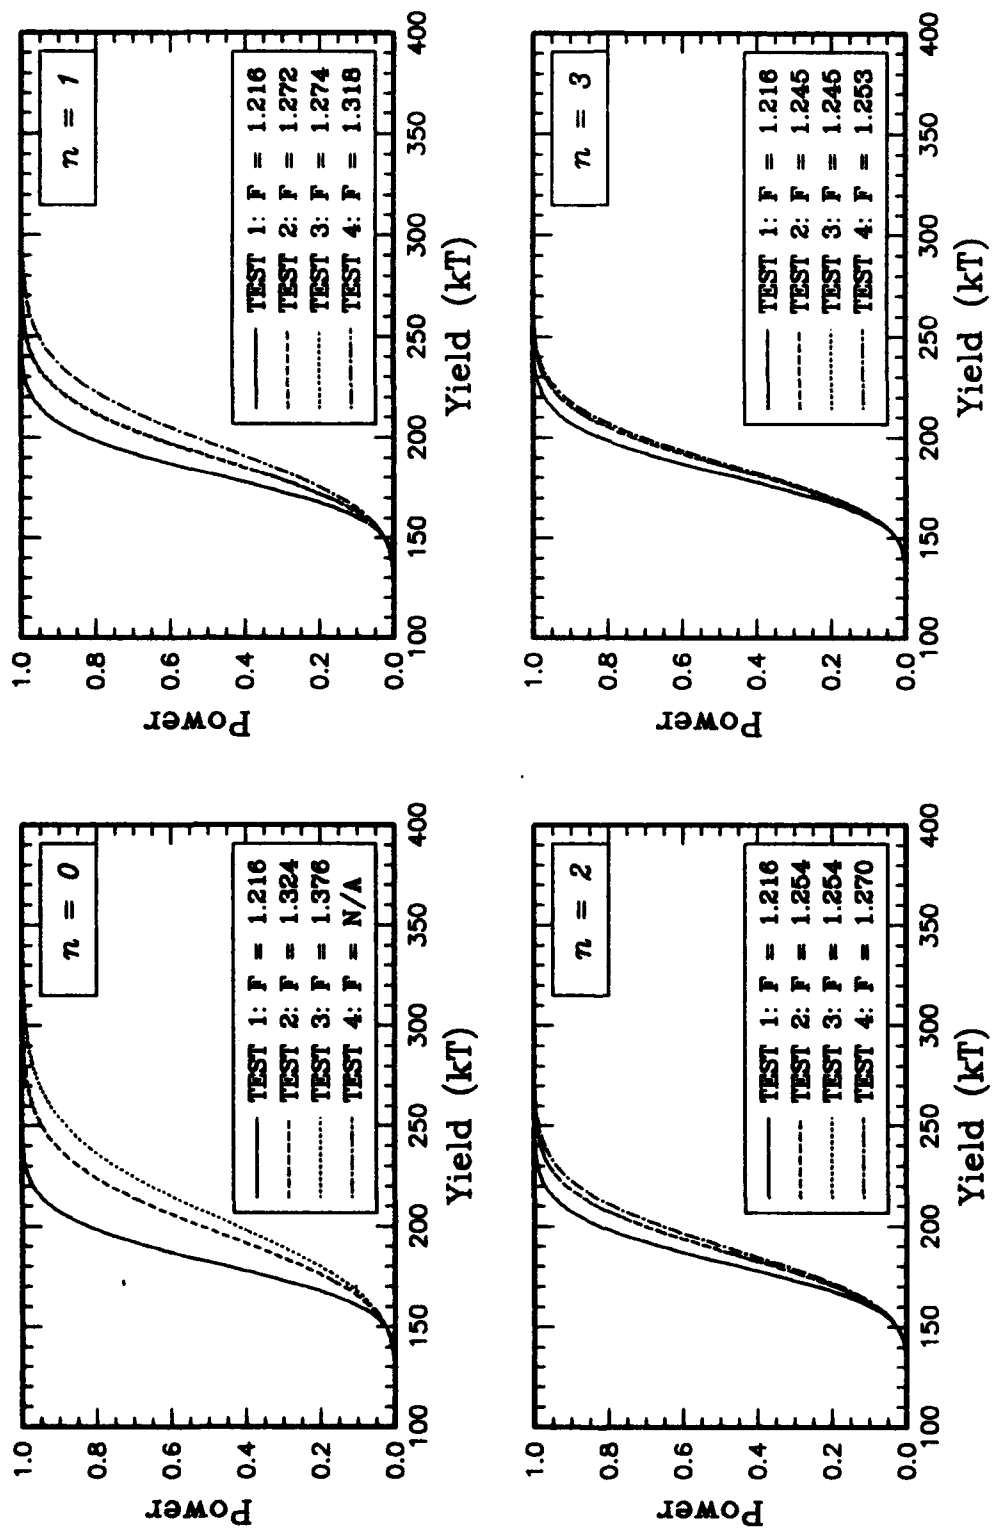 n = 0
TEST 1: F = 1.216
TEST 2: F = 1.324
TEST 3: F = 1.376
TEST 4: F = N/A
1.0
0.8
0.6
0.4
0.2
0.0
Power
100 150 200 250 300 350 400
Yield (kT)
n = 1
TEST 1: F = 1.216
TEST 2: F = 1.272
TEST 3: F = 1.274
TEST 4: F = 1.318
1.0
0.8
0.6
0.4
0.2
0.0
Power
100 150 200 250 300 350 400
Yield (kT)
n = 2
TEST 1: F = 1.216
TEST 2: F = 1.254
TEST 3: F = 1.254
TEST 4: F = 1.270
1.0
0.8
0.6
0.4
0.2
0.0
Power
100 150 200 250 300 350 400
Yield (kT)
n = 3
TEST 1: F = 1.216
TEST 2: F = 1.245
TEST 3: F = 1.245
TEST 4: F = 1.253
1.0
0.8
0.6
0.4
0.2
0.0
Power
100 150 200 250 300 350 400
Yield (kT)